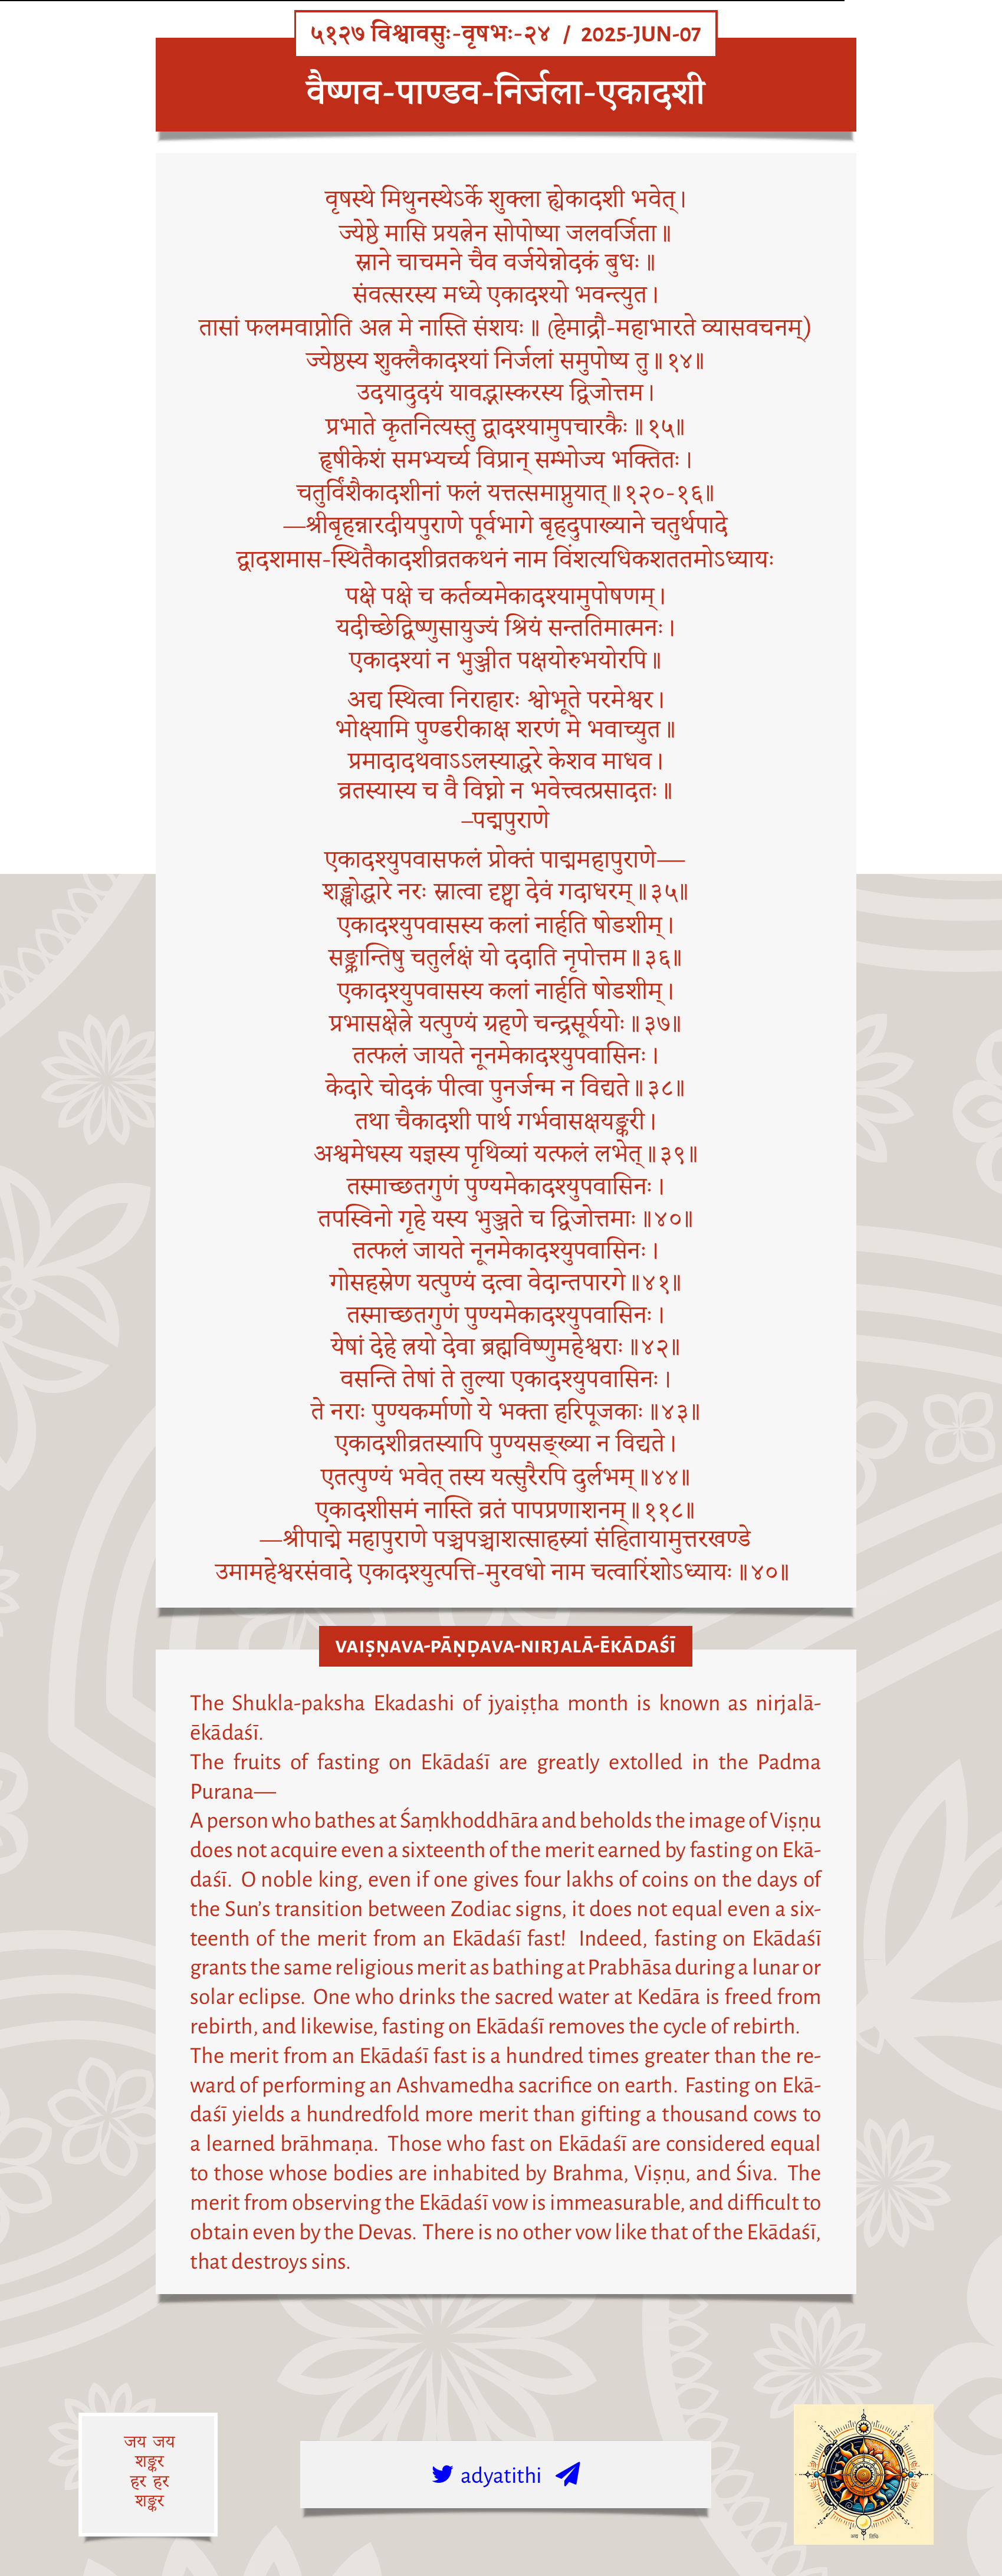 ५१२७ विश्वावसुः-वृषभः-२४ / 2025-JUN-07
वैष्णव-पाण्डव-निर्जला-एकादशी
वृषस्थे मिथुनस्थेऽर्के शुक्ला ह्येकादशी भवेत्।
ज्येष्ठे मासि प्रयत्नेन सोपोष्या जलवर्जिता॥
स्नाने चाचमने चैव वर्जयेन्नोदकं बुधः॥
संवत्सरस्य मध्ये एकादश्यो भवन्त्युत।
तासां फलमवाप्नोति अत्र मे नास्ति संशयः॥ (हेमाद्रौ-महाभारते व्यासवचनम्)
ज्येष्ठस्य शुक्लैकादश्यां निर्जलां समुपोष्य तु॥१४॥
उदयादुदयं यावद्भास्करस्य द्विजोत्तम।
प्रभाते कृतनित्यस्तु द्वादश्यामुपचारकैः॥१५॥
हृषीकेशं समभ्यर्च्य विप्रान् सम्भोज्य भक्तितः।
चतुर्विंशैकादशीनां फलं यत्तत्समाप्नुयात्॥१२०-१६॥
—श्रीबृहन्नारदीयपुराणे पूर्वभागे बृहदुपाख्याने चतुर्थपादे
द्वादशमास-स्थितैकादशीव्रतकथनं नाम विंशत्यधिकशततमोऽध्यायः
पक्षे पक्षे च कर्तव्यमेकादश्यामुपोषणम्।
यदीच्छेद्विष्णुसायुज्यं श्रियं सन्ततिमात्मनः।
एकादश्यां न भुञ्जीत पक्षयोरुभयोरपि॥
अद्य स्थित्वा निराहारः श्वोभूते परमेश्वर।
भोक्ष्यामि पुण्डरीकाक्ष शरणं मे भवाच्युत॥
प्रमादादथवाऽऽलस्याद्धरे केशव माधव।
व्रतस्यास्य च वै विघ्नो न भवेत्त्वत्प्रसादतः॥
–पद्मपुराणे
एकादश्युपवासफलं प्रोक्तं पाद्ममहापुराणे—
शङ्खोद्धारे नरः स्नात्वा दृष्ट्वा देवं गदाधरम्॥३५॥
एकादश्युपवासस्य कलां नार्हति षोडशीम्।
सङ्क्रान्तिषु चतुर्लक्षं यो ददाति नृपोत्तम॥३६॥
एकादश्युपवासस्य कलां नार्हति षोडशीम्।
प्रभासक्षेत्रे यत्पुण्यं ग्रहणे चन्द्रसूर्ययोः॥३७॥
तत्फलं जायते नूनमेकादश्युपवासिनः।
केदारे चोदकं पीत्वा पुनर्जन्म न विद्यते॥३८॥
तथा चैकादशी पार्थ गर्भवासक्षयङ्करी।
अश्वमेधस्य यज्ञस्य पृथिव्यां यत्फलं लभेत्॥३९॥
तस्माच्छतगुणं पुण्यमेकादश्युपवासिनः।
तपस्विनो गृहे यस्य भुञ्जते च द्विजोत्तमाः॥४०॥
तत्फलं जायते नूनमेकादश्युपवासिनः।
गोसहस्रेण यत्पुण्यं दत्वा वेदान्तपारगे॥४१॥
तस्माच्छतगुणं पुण्यमेकादश्युपवासिनः।
येषां देहे त्रयो देवा ब्रह्मविष्णुमहेश्वराः॥४२॥
वसन्ति तेषां ते तुल्या एकादश्युपवासिनः।
ते नराः पुण्यकर्माणो ये भक्ता हरिपूजकाः॥४३॥
एकादशीव्रतस्यापि पुण्यसङ्ख्या न विद्यते।
एतत्पुण्यं भवेत् तस्य यत्सुरैरपि दुर्लभम्॥४४॥
एकादशीसमं नास्ति व्रतं पापप्रणाशनम्॥११८॥
—श्रीपाद्मे महापुराणे पञ्चपञ्चाशत्साहस्र्यां संहितायामुत्तरखण्डे
उमामहेश्वरसंवादे एकादश्युत्पत्ति-मुरवधो नाम चत्वारिंशोऽध्यायः॥४०॥
VAIṢṆAVA-PĀṆḌAVA-NIRJALĀ-ĒKĀDAŚĪ
The Shukla-paksha Ekadashi of jyaiṣṭha month is known as nirjalā-
ēkādaśī.
The fruits of fasting on Ekādaśī are greatly extolled in the Padma
Purana—
A person who bathes at Śaṃkhoddhāra and beholds the image of Viṣṇu
does not acquire even a sixteenth of the merit earned by fasting on Ekā-
daśī. O noble king, even if one gives four lakhs of coins on the days of
the Sun's transition between Zodiac signs, it does not equal even a six-
teenth of the merit from an Ekādaśī fast! Indeed, fasting on Ekādaśī
grants the same religious merit as bathing at Prabhāsa during a lunar or
solar eclipse. One who drinks the sacred water at Kedāra is freed from
rebirth, and likewise, fasting on Ekādaśī removes the cycle of rebirth.
The merit from an Ekādaśī fast is a hundred times greater than the re-
ward of performing an Ashvamedha sacrifice on earth. Fasting on Ekā-
daśī yields a hundredfold more merit than gifting a thousand cows to
a learned brāhmaṇa. Those who fast on Ekādaśī are considered equal
to those whose bodies are inhabited by Brahma, Viṣṇu, and Śiva. The
merit from observing the Ekādaśī vow is immeasurable, and difficult to
obtain even by the Devas. There is no other vow like that of the Ekādaśī,
that destroys sins.
जय जय
शङ्कर
हर हर
शङ्कर
adyatithi